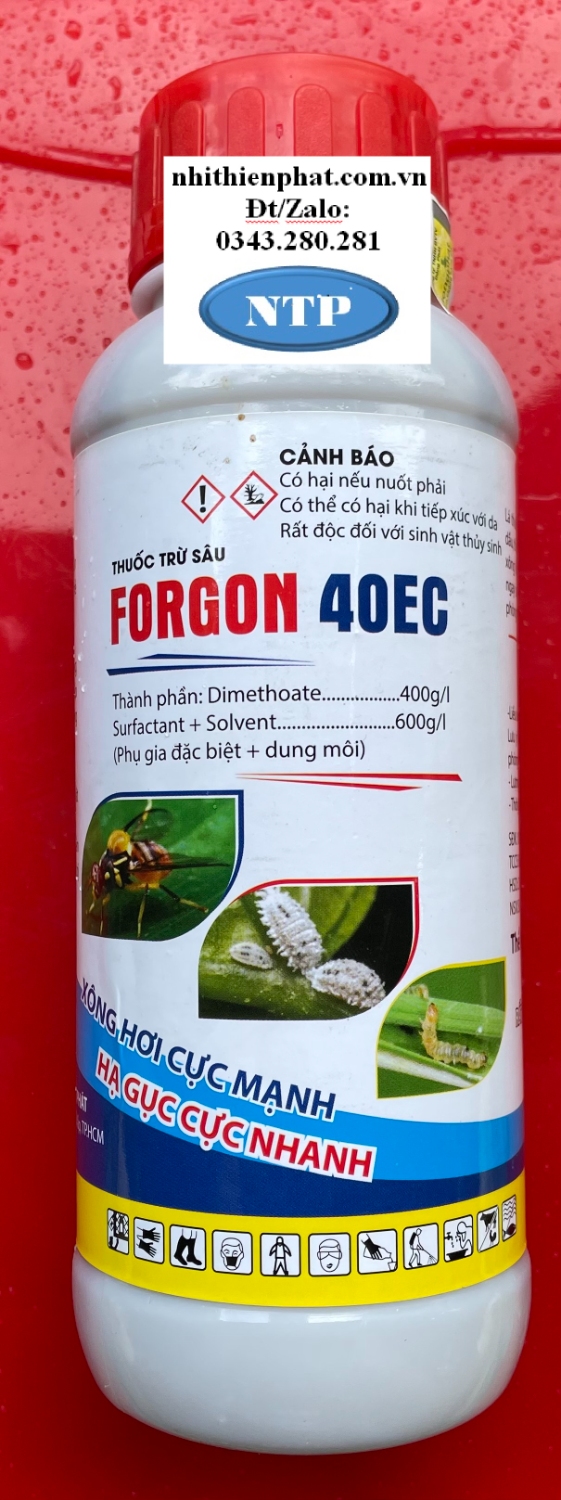 nhithienphat.com.vn
Đt/Zalo:
0343.280.281
NTP
CẢNH BÁO
Có hại nếu nuốt phải
Có thể có hại khi tiếp xúc với da
Rất độc đối với sinh vật thủy sinh
THUỐC TRỪ SÂU
FORGON 40EC
Thành phần: Dimethoate.................400g/l
Surfactant + Solvent..........................600g/l
(Phụ gia đặc biệt + dung môi)
XÔNG HƠI CỰC MẠNH
HẠ GỤC CỰC NHANH
TP.HCM